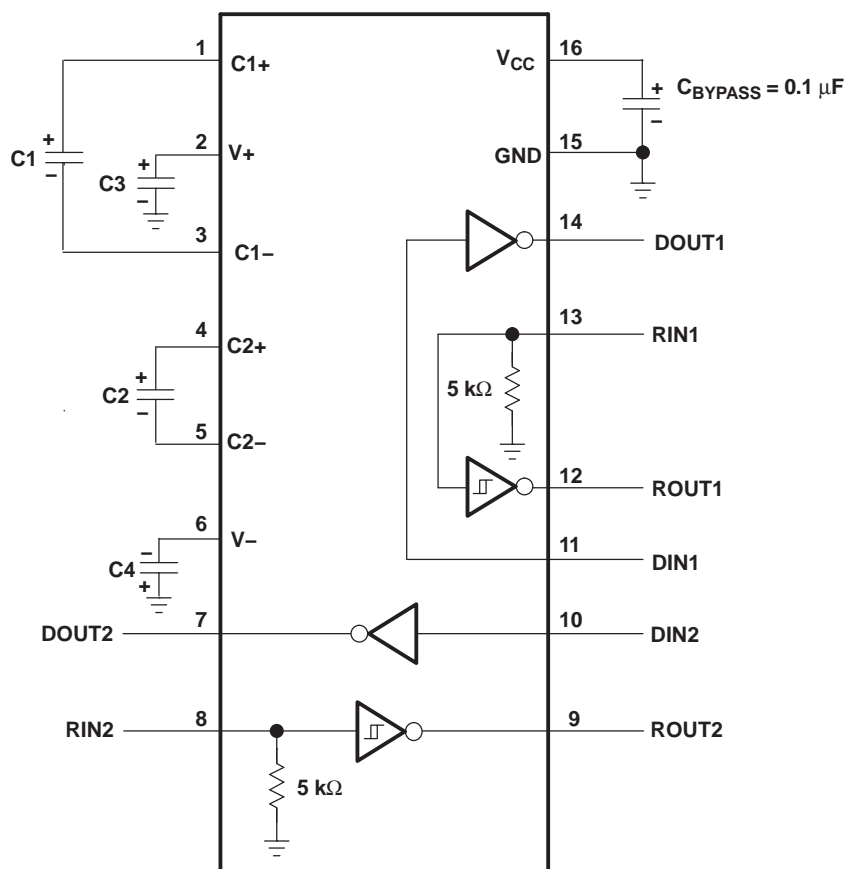 1
C1+
VCC
16
+
CBYPASS = 0.1 μF
−
+
C1
−
2
V+
+
C3
−
GND
15
3
C1−
14
DOUT1
4
C2+
13
RIN1
+
C2
−
5 kΩ
5
C2−
12
ROUT1
6
V−
−
C4
+
11
DIN1
DOUT2
7
10
DIN2
RIN2
8
9
ROUT2
5 kΩ